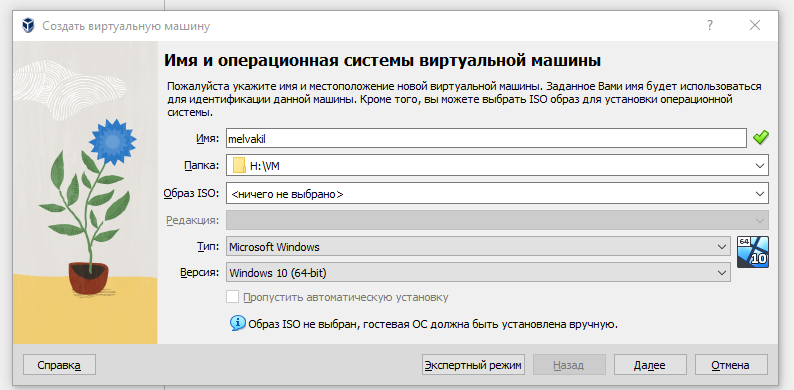 Создать виртуальную машину
Имя и операционная системы виртуальной машины
Пожалуйста укажите имя и местоположение новой виртуальной машины. Заданное Вами имя будет использоваться
для идентификации данной машины. Кроме того, вы можете выбрать ISO образ для установки операционной
системы.
Имя: melvakil
Папка: H:\VM
Образ ISO: <ничего не выбрано>
Редакция:
Тип: Microsoft Windows
64
10
Версия: Windows 10 (64-bit)
Пропустить автоматическую установку
Образ ISO не выбран, гостевая ОС должна быть установлена вручную.
Справка Экспертный режим Назад Далее Отмена